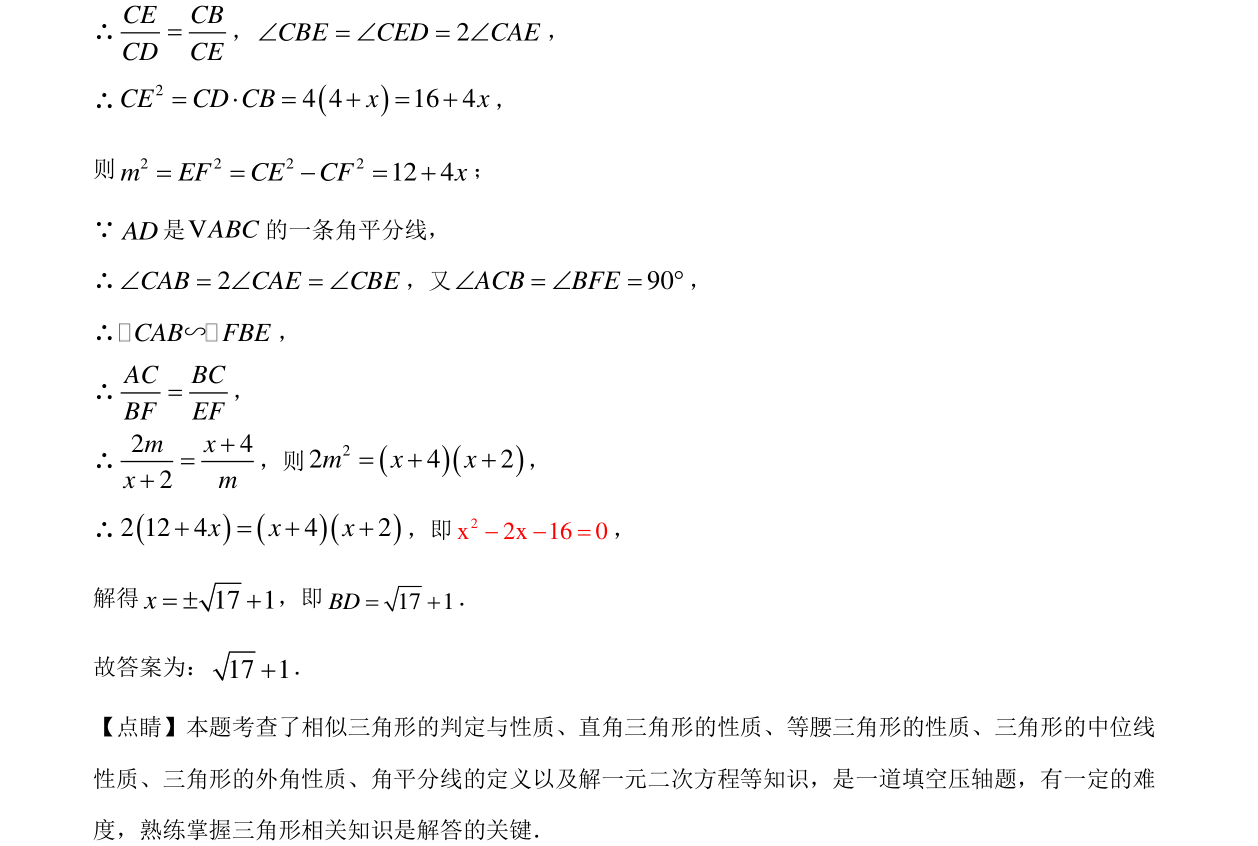 ∴ CE/CD = CB/CE，∠CBE = ∠CED = 2∠CAE，
∴ CE² = CD·CB = 4(4+x) = 16+4x，
则 m² = EF² = CE² − CF² = 12+4x；
∵ AD 是VABC 的一条角平分线，
∴ ∠CAB = 2∠CAE = ∠CBE，又∠ACB = ∠BFE = 90°，
∴ □CAB∽□FBE，
∴ AC/BF = BC/EF，
∴ 2m/(x+2) = (x+4)/m，则 2m² = (x+4)(x+2)，
∴ 2(12+4x) = (x+4)(x+2)，即 x² − 2x − 16 = 0，
解得 x = ±√17 +1，即 BD = √17 +1．
故答案为：√17 +1．
【点睛】本题考查了相似三角形的判定与性质、直角三角形的性质、等腰三角形的性质、三角形的中位线
性质、三角形的外角性质、角平分线的定义以及解一元二次方程等知识，是一道填空压轴题，有一定的难
度，熟练掌握三角形相关知识是解答的关键．